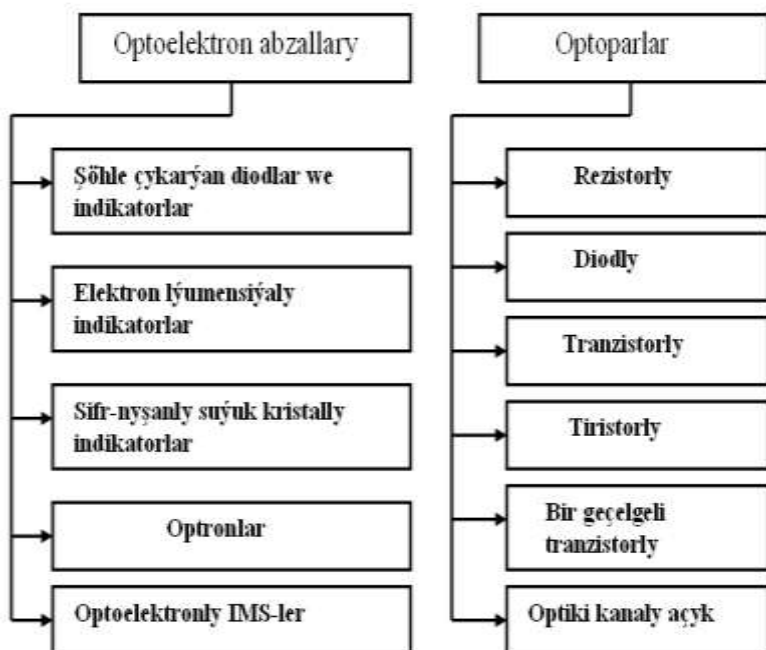 Optoelektron abzallary
Şöhle çykarýan diodlar we
indikatorlar
Elektron lýumensiýaly
indikatorlar
Sifr-nyşanly suýuk kristally
indikatorlar
Optronlar
Optoelektronly IMS-ler
Optoparlar
Rezistorly
Diodly
Tranzistorly
Tiristorly
Bir geçelgeli
tranzistorly
Optiki kanaly açyk